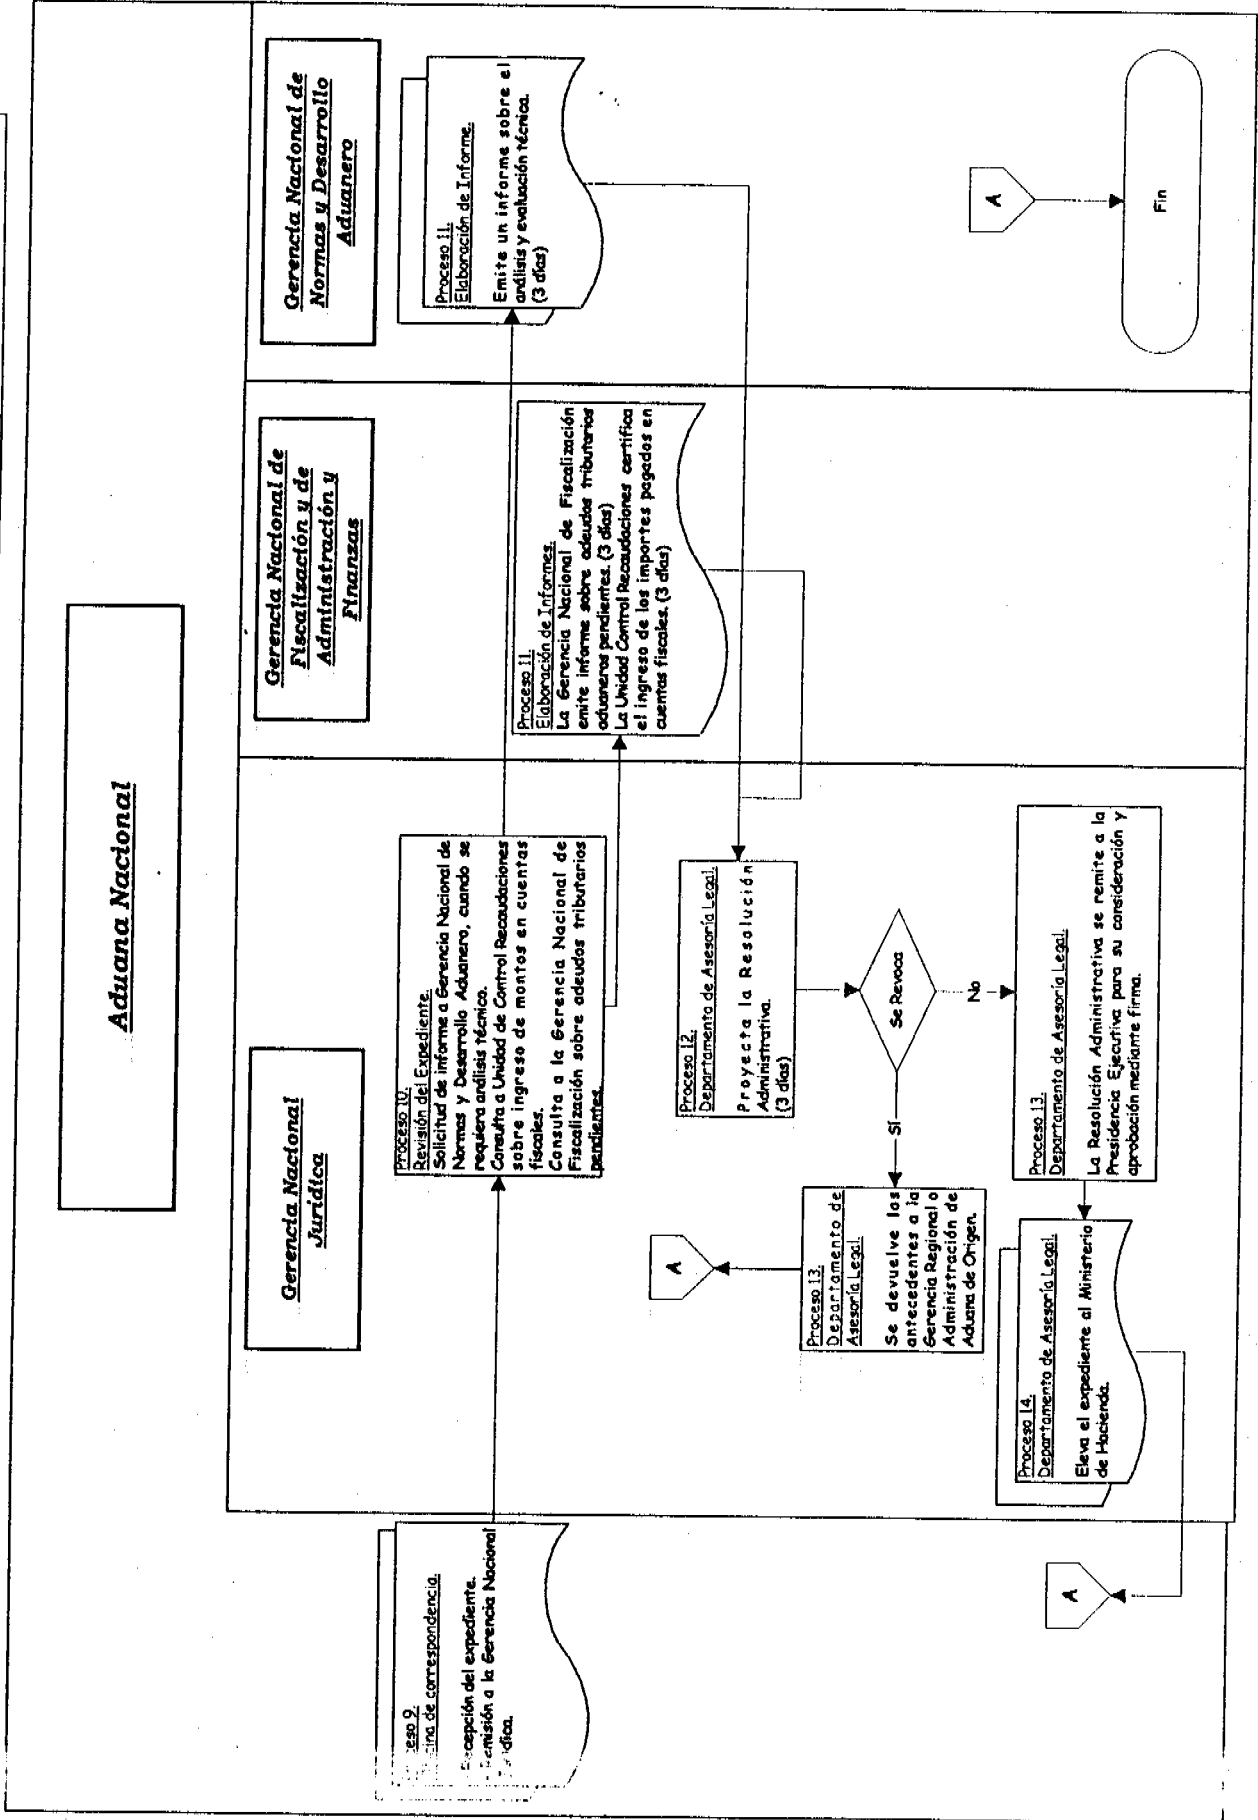 Aduana Nacional
Gerencia Nacional
Jurídica
Gerencia Nacional de
Fiscalización y de
Administración y
Finanzas
Gerencia Nacional de
Normas y Desarrollo
Aduanero
eso 9.
cina de correspondencia.
ecepción del expediente.
emisión a la Gerencia Nacional
ídica.
Proceso 10.
Revisión del Expediente.
Solicitud de informe a Gerencia Nacional de
Normas y Desarrollo Aduanero, cuando se
requiera análisis técnico.
Consulta a Unidad de Control Recaudaciones
sobre ingreso de montos en cuentas
fiscales.
Consulta a la Gerencia Nacional de
Fiscalización sobre adeudos tributarios
pendientes.
Proceso 11.
Elaboración de Informes.
La Gerencia Nacional de Fiscalización
emite informe sobre adeudos tributarios
aduaneros pendientes. (3 días)
La Unidad Control Recaudaciones certifica
el ingreso de los importes pagados en
cuentas fiscales. (3 días)
Proceso 11.
Elaboración de Informe.
Emite un informe sobre el
análisis y evaluación técnica.
(3 días)
Proceso 12.
Departamento de Asesoría Legal.
Proyecta la Resolución
Administrativa.
(3 días)
Se Revoca
Sí
No
A
Proceso 13.
Departamento de
Asesoría Legal.
Se devuelve los
antecedentes a la
Gerencia Regional o
Administración de
Aduana de Origen.
Proceso 13.
Departamento de Asesoría Legal.
La Resolución Administrativa se remite a la
Presidencia Ejecutiva para su consideración y
aprobación mediante firma.
Proceso 14.
Departamento de Asesoría Legal.
Eleva el expediente al Ministerio
de Hacienda.
A
A
Fin